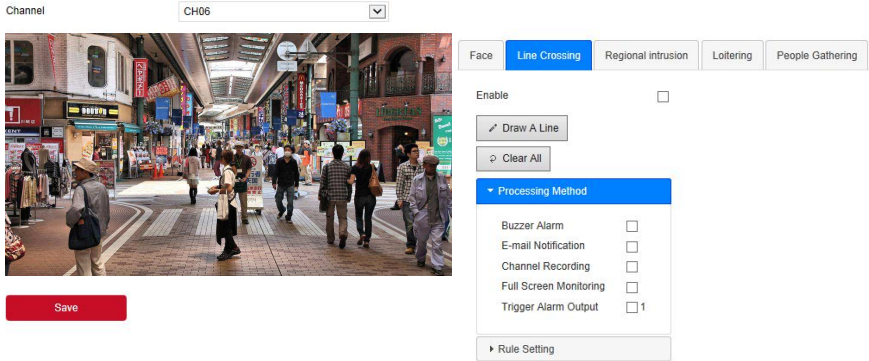 Channel
CH06
Face
Line Crossing
Regional intrusion
Loitering
People Gathering
Enable
Draw A Line
Clear All
Processing Method
Buzzer Alarm
E-mail Notification
Channel Recording
Full Screen Monitoring
Trigger Alarm Output 1
Rule Setting
Save